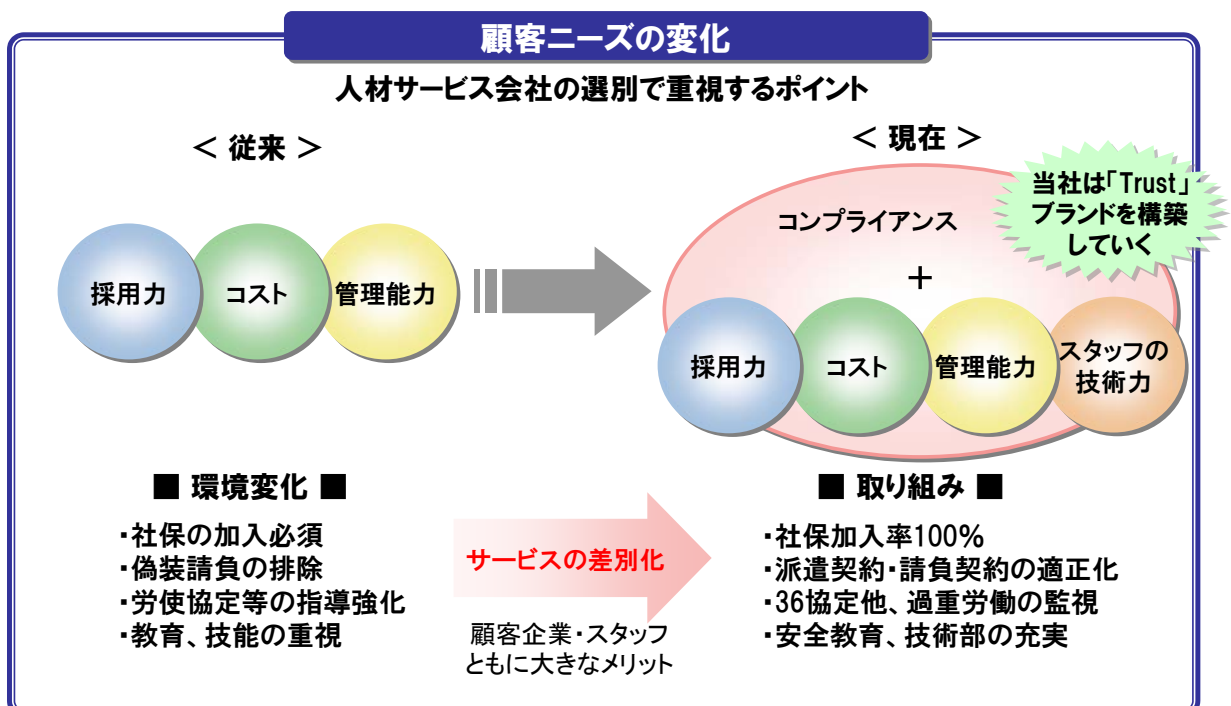 顧客ニーズの変化
人材サービス会社の選別で重視するポイント
＜ 従来 ＞
採用力
コスト
管理能力
＜ 現在 ＞
当社は「Trust」
ブランドを構築
していく
コンプライアンス
＋
採用力
コスト
管理能力
スタッフの
技術力
■ 環境変化 ■
・社保の加入必須
・偽装請負の排除
・労使協定等の指導強化
・教育、技能の重視
サービスの差別化
顧客企業・スタッフ
ともに大きなメリット
■ 取り組み ■
・社保加入率100％
・派遣契約・請負契約の適正化
・36協定他、過重労働の監視
・安全教育、技術部の充実